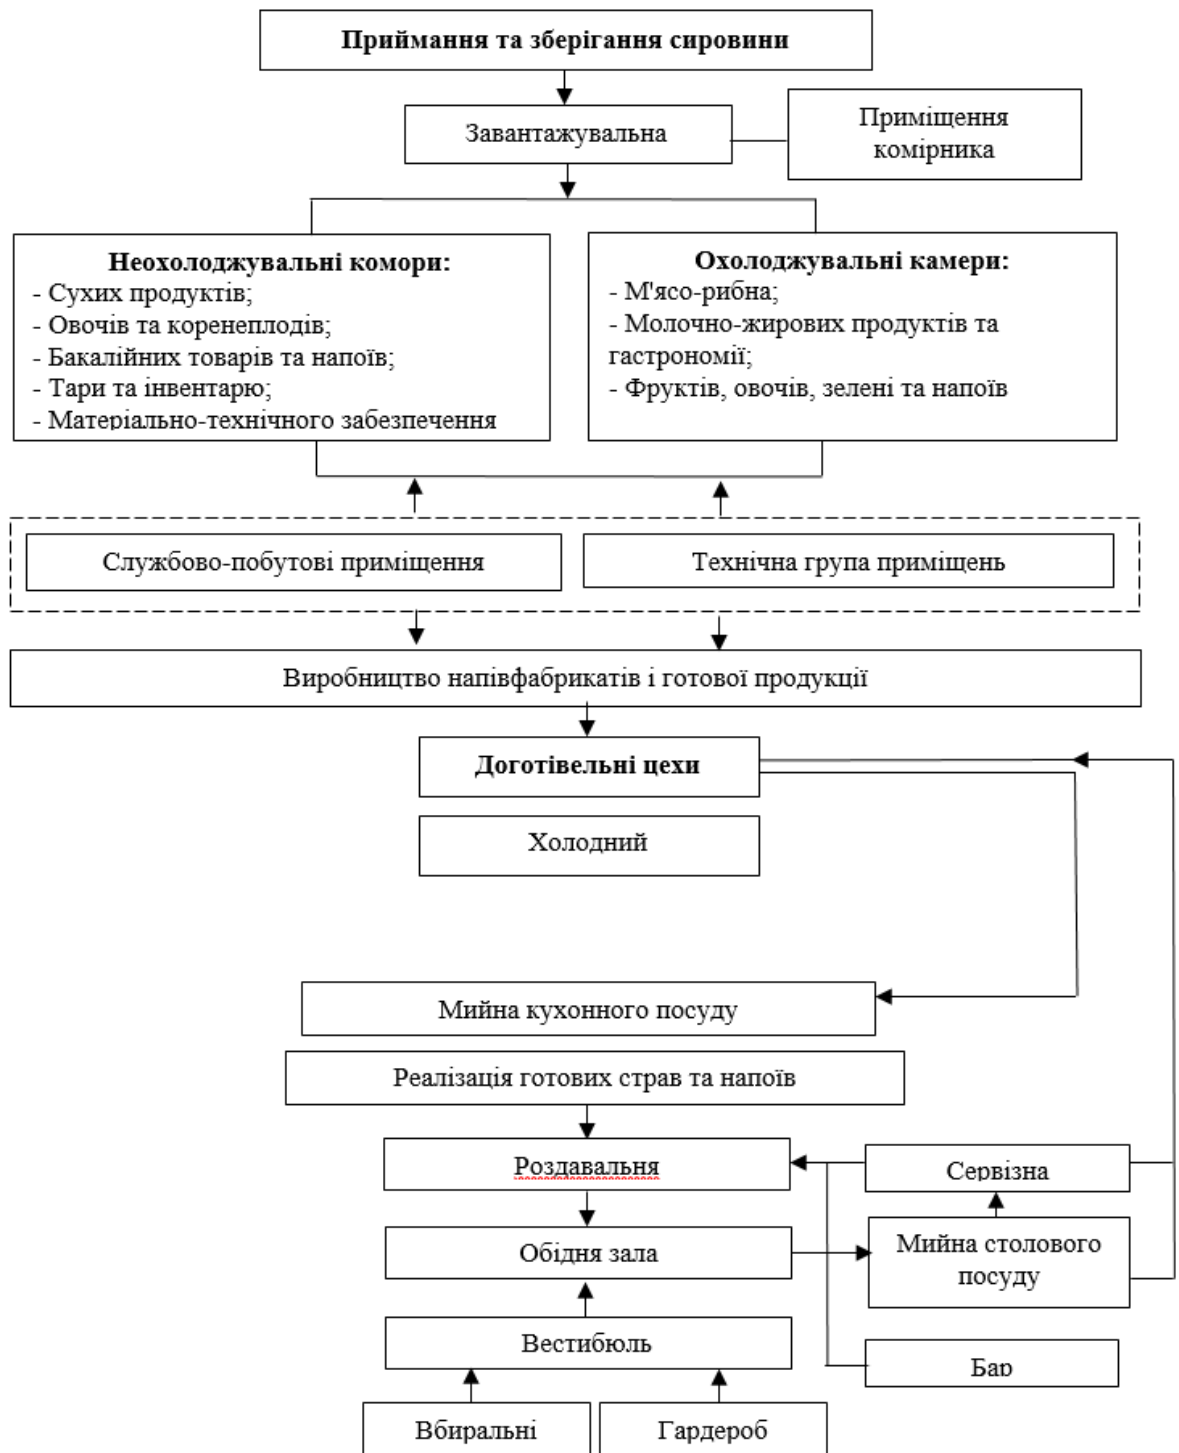 Приймання та зберігання сировини
Завантажувальна
Приміщення
комірника
Неохолоджувальні комори:
- Сухих продуктів;
- Овочів та коренеплодів;
- Бакалійних товарів та напоїв;
- Тари та інвентарю;
- Матеріально-технічного забезпечення
Охолоджувальні камери:
- М'ясо-рибна;
- Молочно-жирових продуктів та
гастрономії;
- Фруктів, овочів, зелені та напоїв
Службово-побутові приміщення
Технічна група приміщень
Виробництво напівфабрикатів і готової продукції
Доготівельні цехи
Холодний
Мийна кухонного посуду
Реалізація готових страв та напоїв
Роздавальня
Сервізна
Обідня зала
Мийна столового
посуду
Вестибюль
Бар
Вбиральні
Гардероб